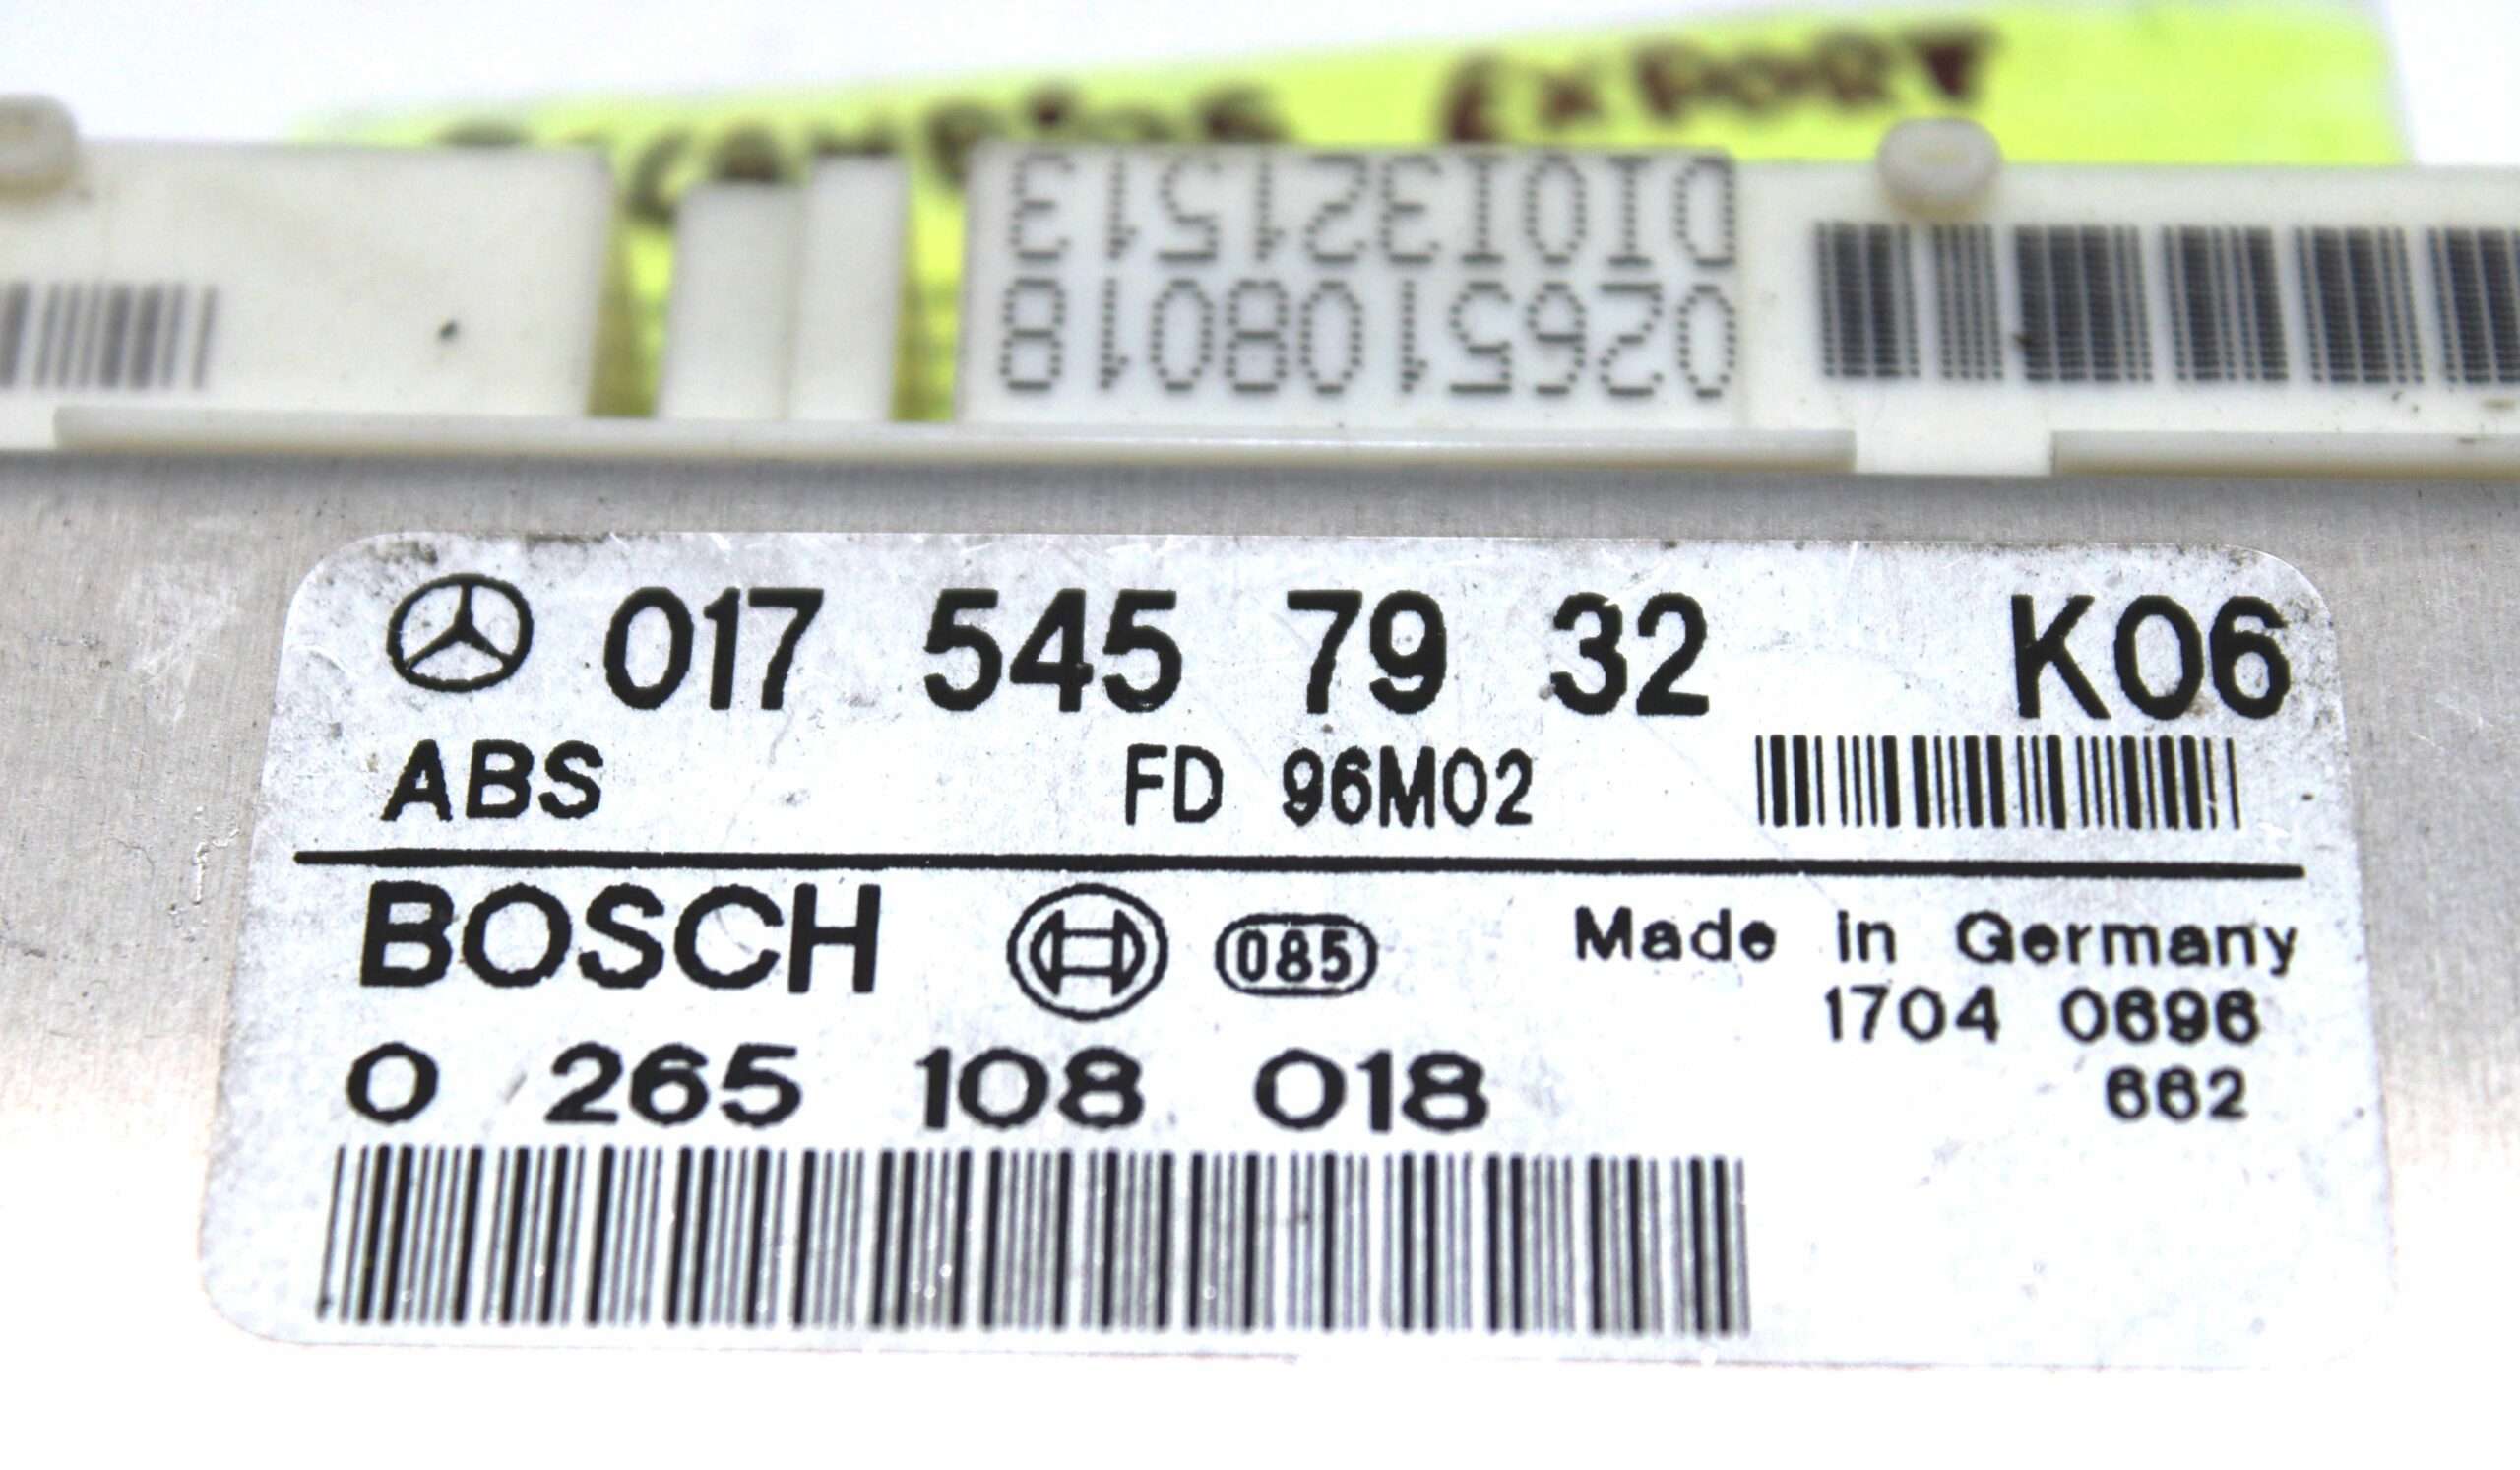 EXPORT
0265108018
017 545 79 32 K06
ABS FD 96M02
BOSCH 085 Made in Germany
1704 0696
0 265 108 018 662